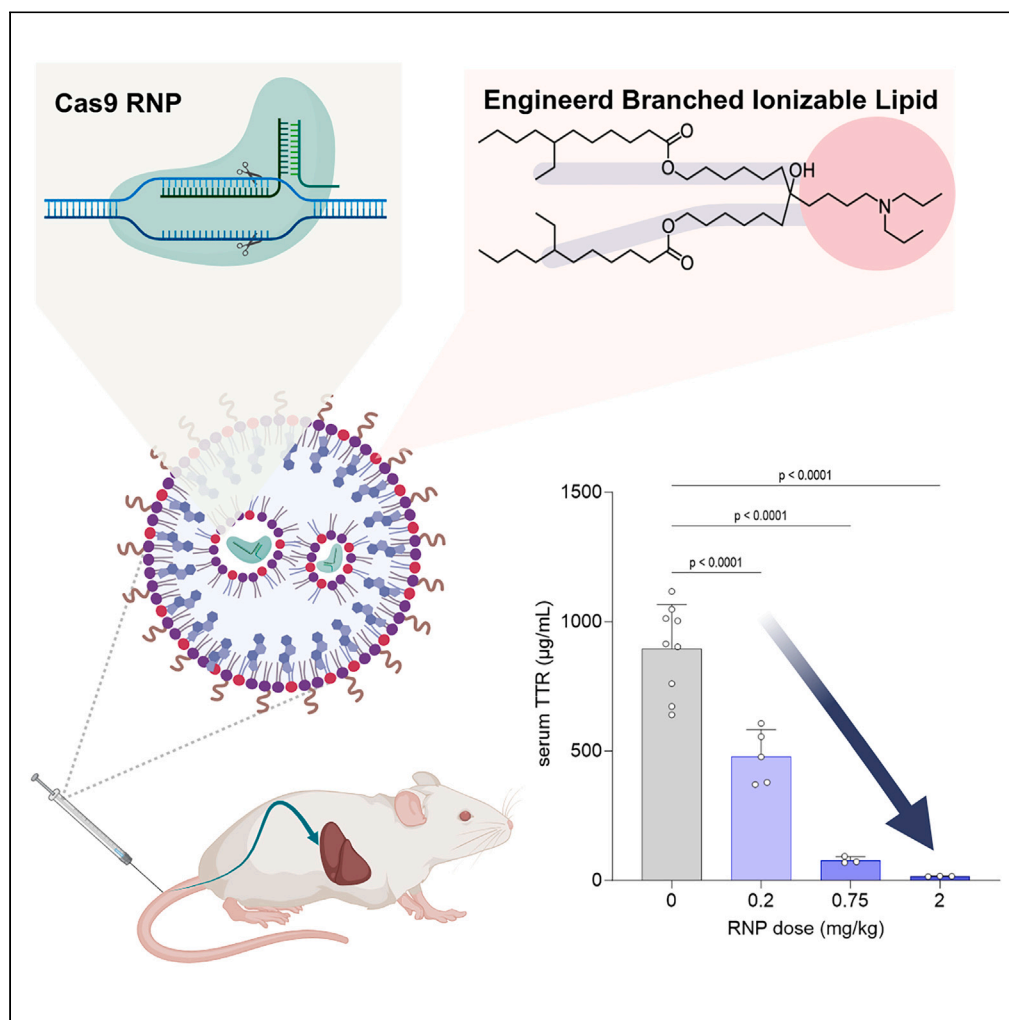 Cas9 RNP
Engineerd Branched Ionizable Lipid
O
O
OH
N
O
O
p < 0.0001
p < 0.0001
p < 0.0001
serum TTR (µg/mL)
1500
1000
500
0
0
0.2
0.75
2
RNP dose (mg/kg)